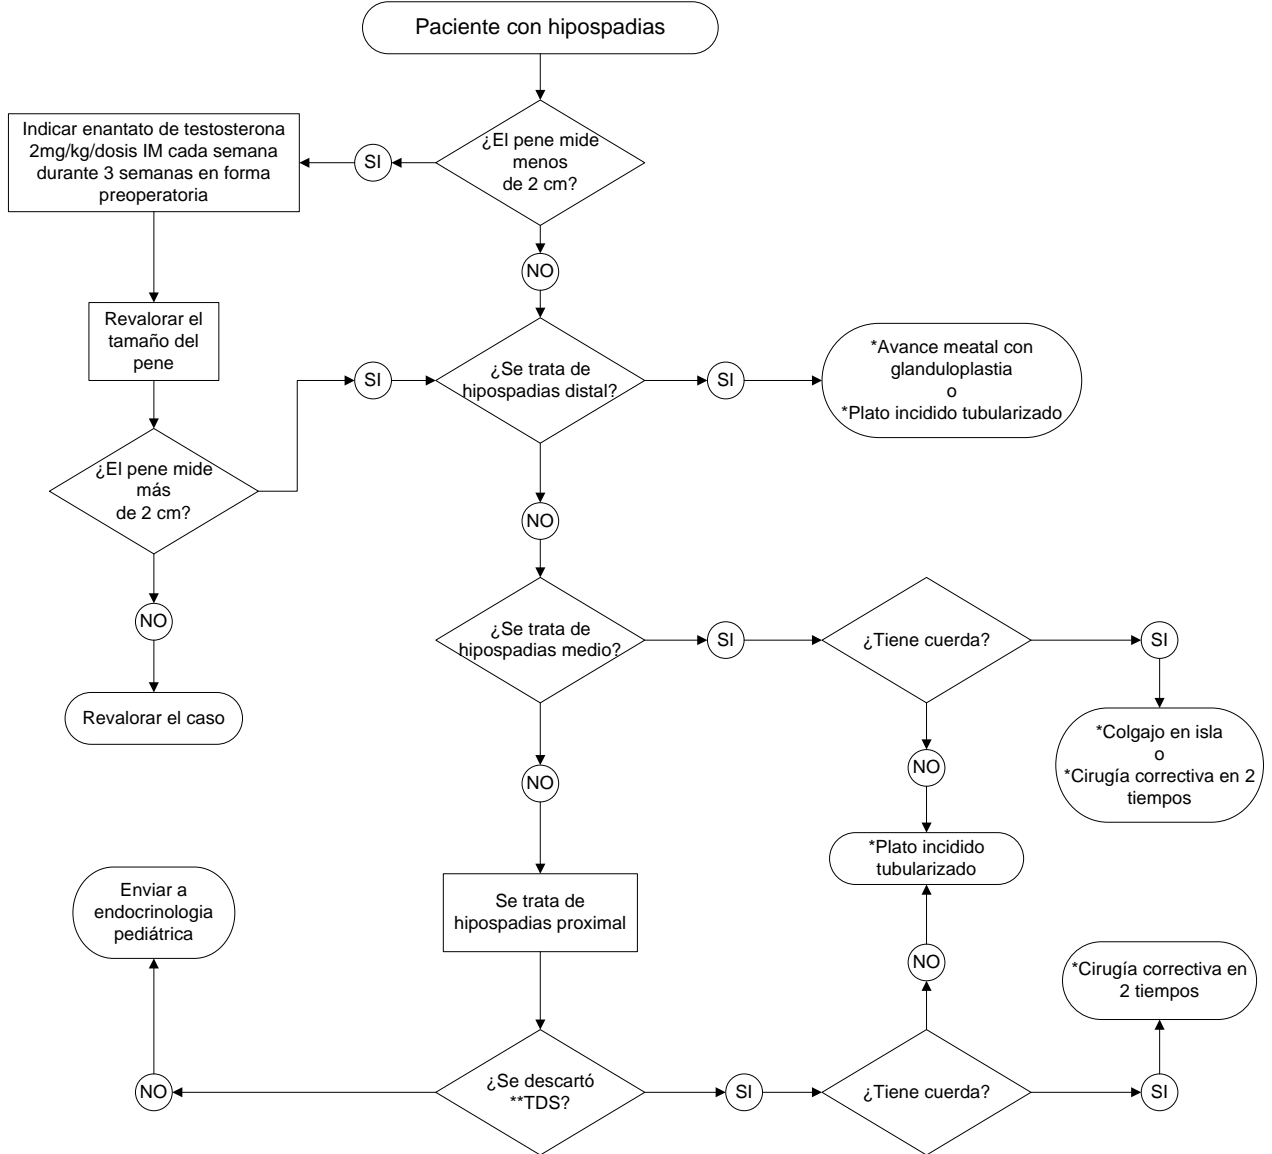 Paciente con hipospadias
¿El pene mide
menos
de 2 cm?
SI
Indicar enantato de testosterona
2mg/kg/dosis IM cada semana
durante 3 semanas en forma
preoperatoria
NO
Revalorar el
tamaño del
pene
¿El pene mide
más
de 2 cm?
SI
NO
Revalorar el caso
¿Se trata de
hipospadias distal?
SI
*Avance meatal con
glanduloplastia
o
*Plato incidido tubularizado
NO
¿Se trata de
hipospadias medio?
SI
¿Tiene cuerda?
SI
*Colgajo en isla
o
*Cirugía correctiva en 2
tiempos
NO
*Plato incidido
tubularizado
NO
Se trata de
hipospadias proximal
¿Se descartó
**TDS?
NO
Enviar a
endocrinologia
pediátrica
SI
¿Tiene cuerda?
NO
SI
*Cirugía correctiva en
2 tiempos